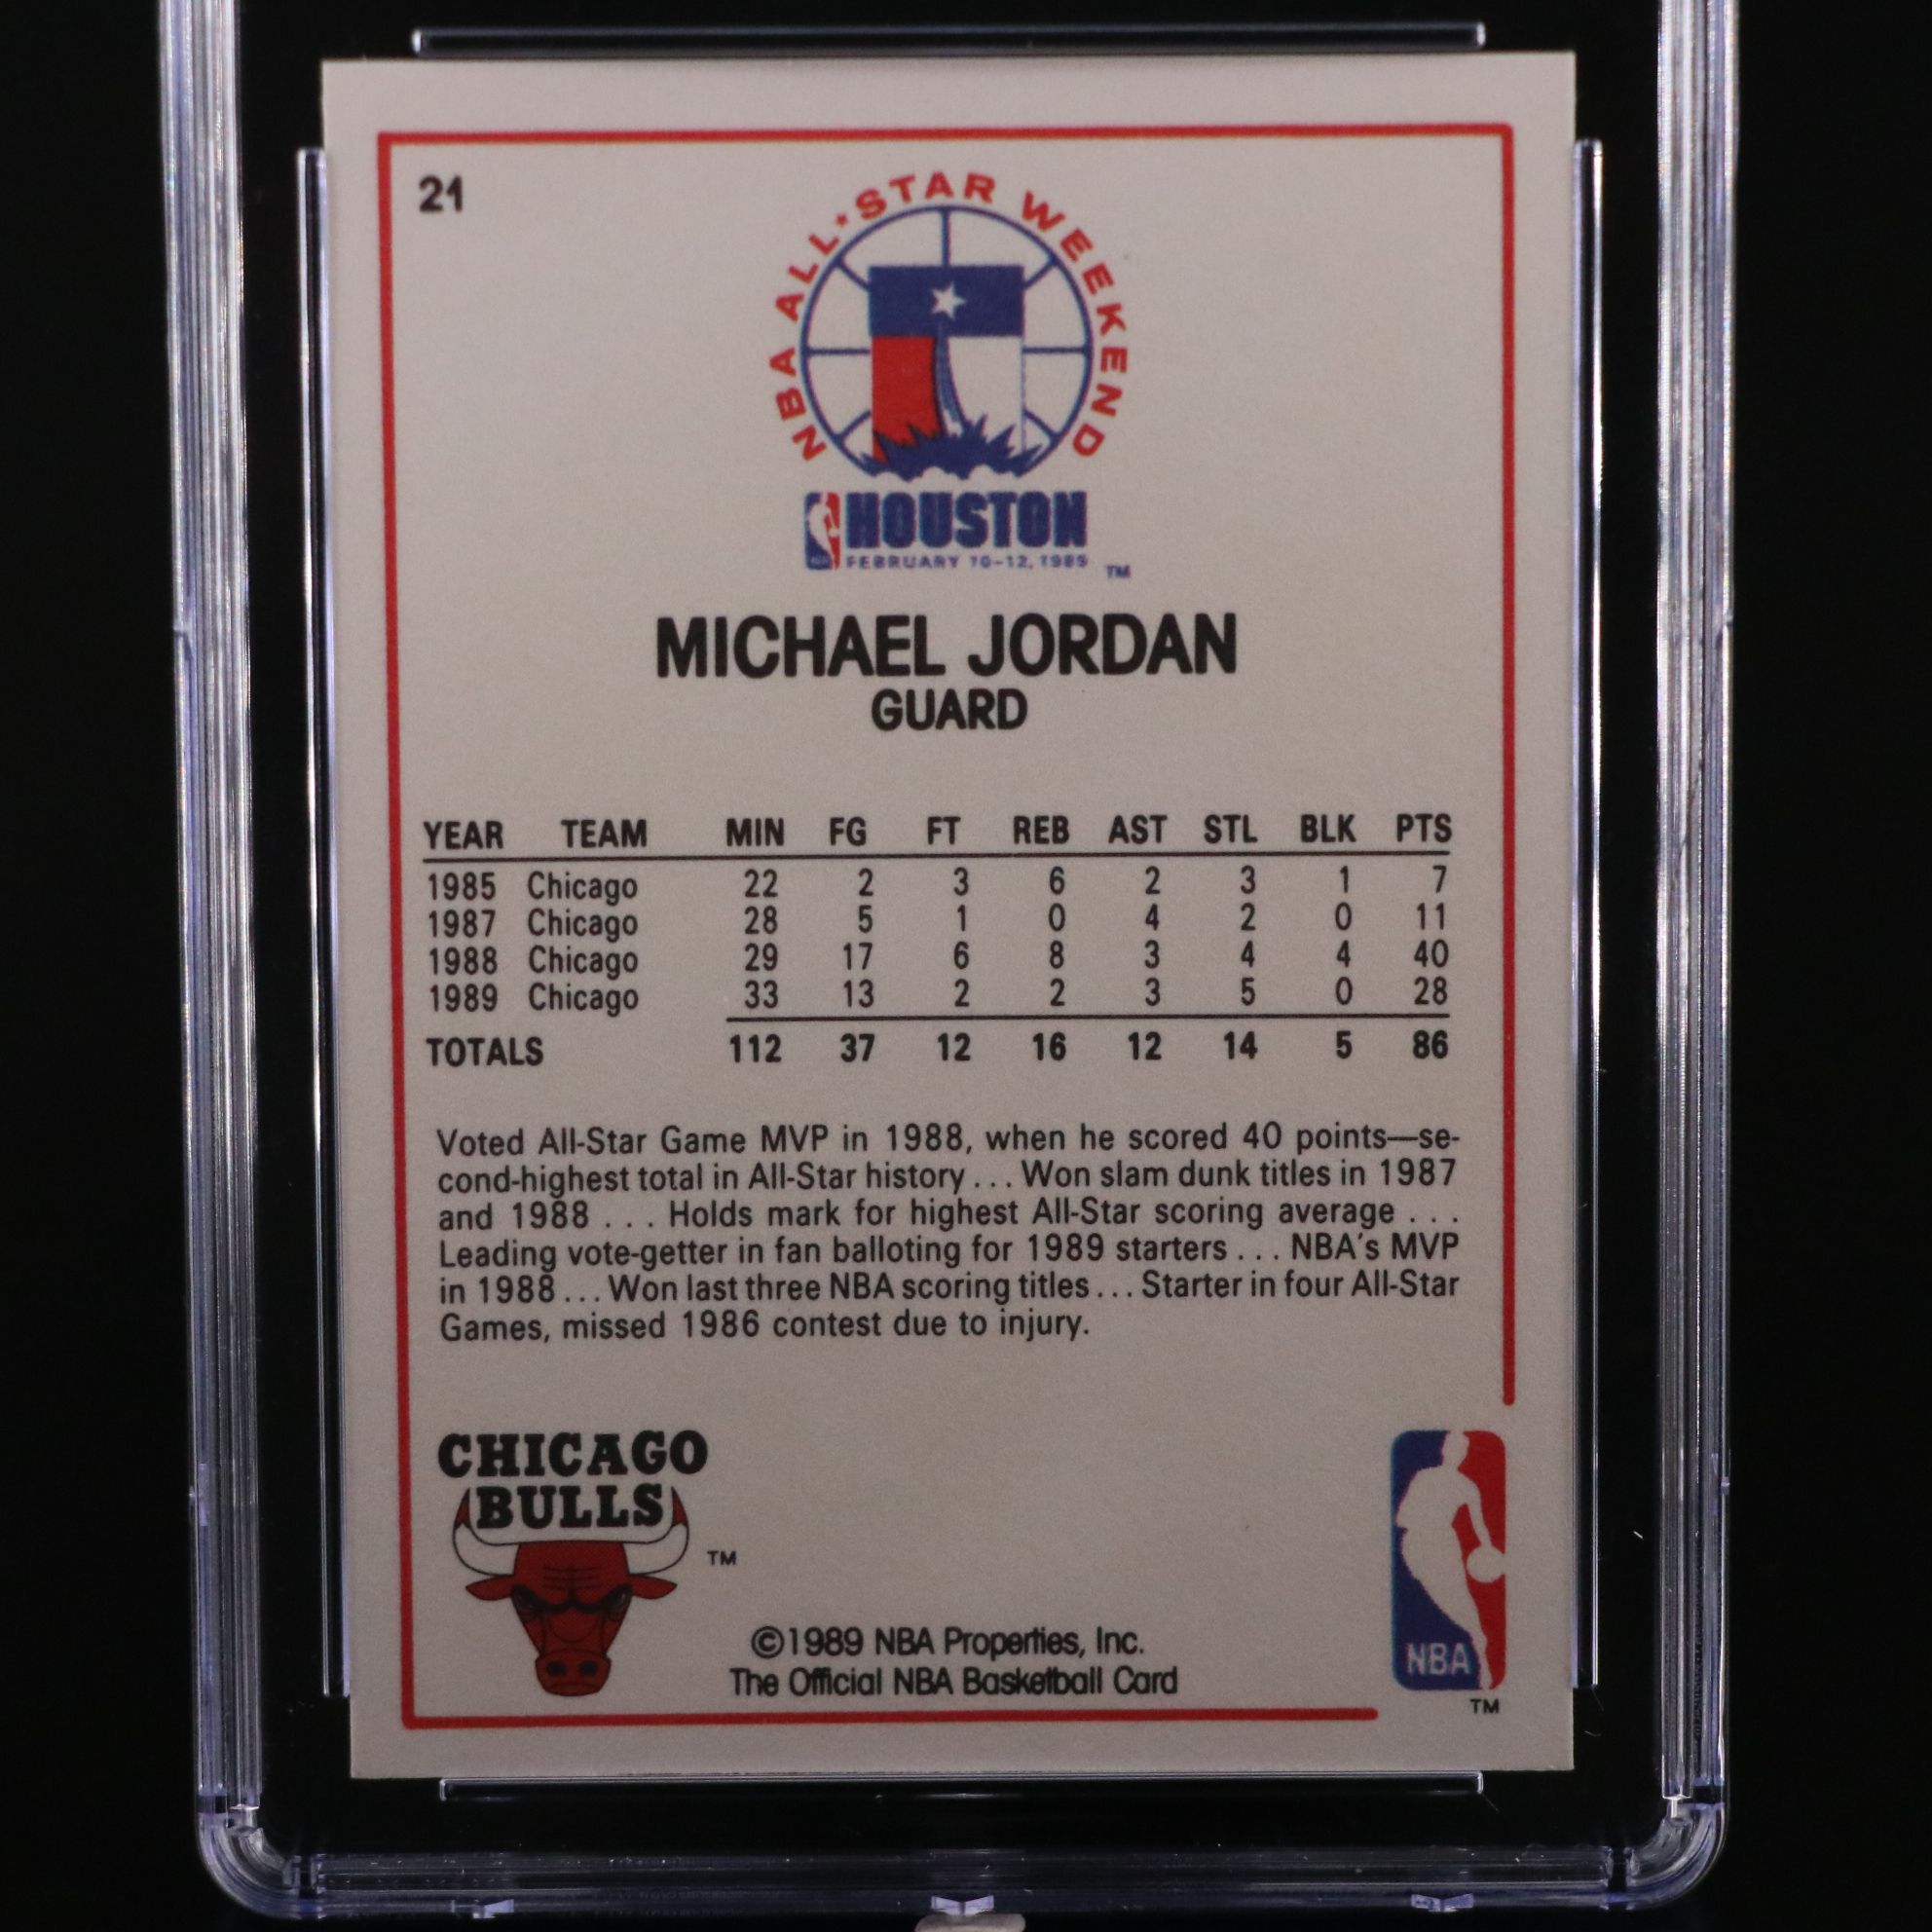 21
NBA ALL★STAR WEEKEND
HOUSTON
FEBRUARY 10-12, 1989
TM
MICHAEL JORDAN
GUARD
YEAR TEAM MIN FG FT REB AST STL BLK PTS
1985 Chicago 22 2 3 6 2 3 1 7
1987 Chicago 28 5 1 0 4 2 0 11
1988 Chicago 29 17 6 8 3 4 4 40
1989 Chicago 33 13 2 2 3 5 0 28
TOTALS 112 37 12 16 12 14 5 86
Voted All-Star Game MVP in 1988, when he scored 40 points—se-
cond-highest total in All-Star history . . . Won slam dunk titles in 1987
and 1988 . . . Holds mark for highest All-Star scoring average . . .
Leading vote-getter in fan balloting for 1989 starters . . . NBA's MVP
in 1988 . . . Won last three NBA scoring titles . . . Starter in four All-Star
Games, missed 1986 contest due to injury.
CHICAGO
BULLS
TM
©1989 NBA Properties, Inc.
The Official NBA Basketball Card
NBA
TM